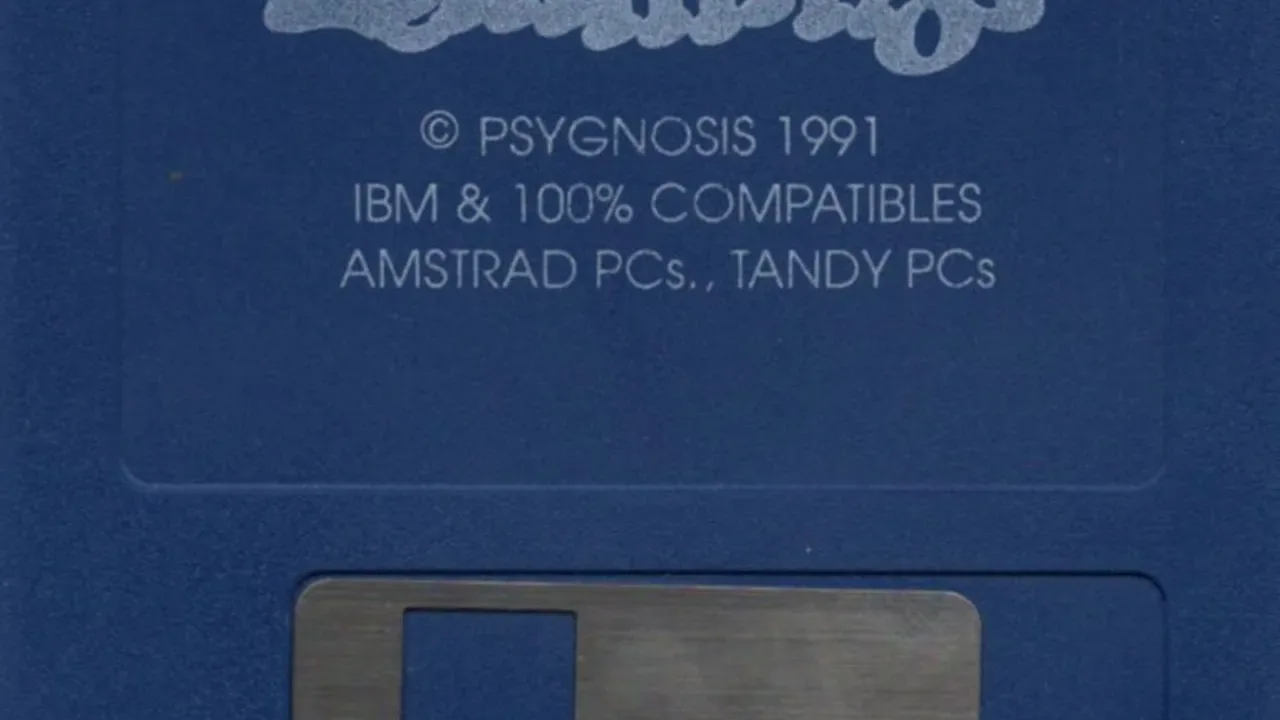 © PSYGNOSIS 1991
IBM & 100% COMPATIBLES
AMSTRAD PCs., TANDY PCs